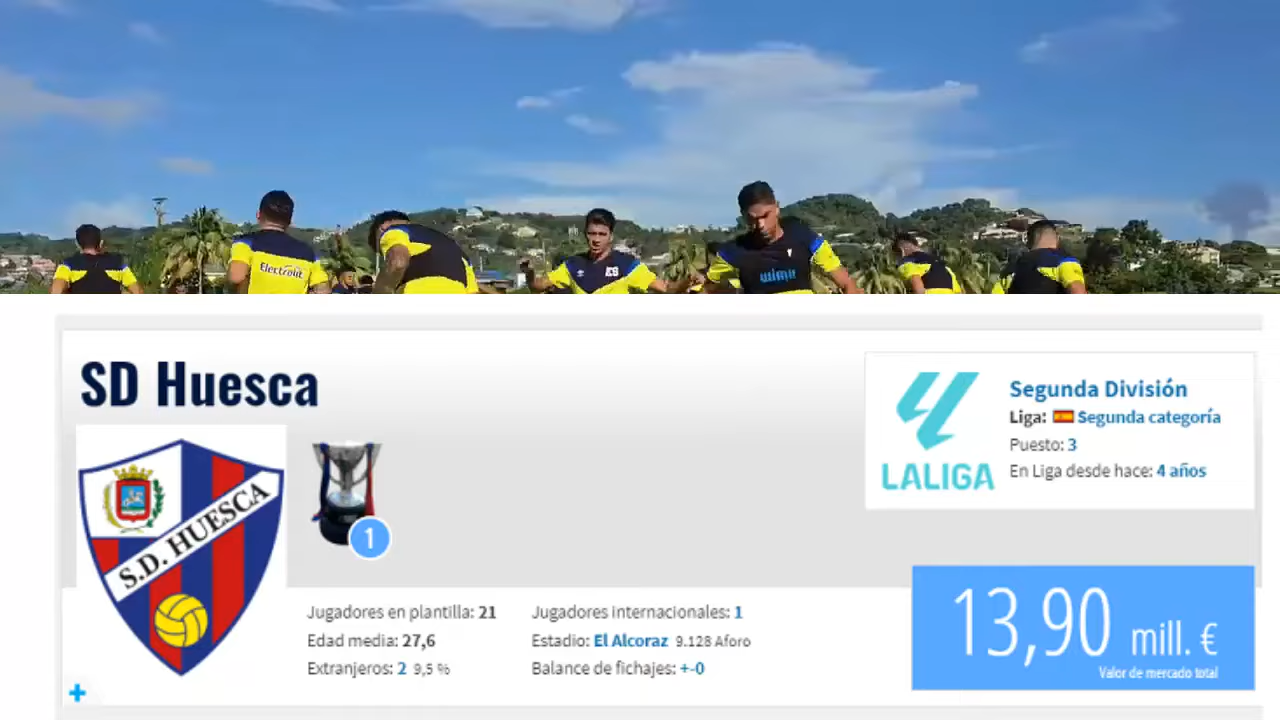 Electrolit
wlmr
SD Huesca
S.D. HUESCA
1
LALIGA
Segunda División
Liga: Segunda categoría
Puesto: 3
En Liga desde hace: 4 años
Jugadores en plantilla: 21
Edad media: 27,6
Extranjeros: 2 9,5 %
Jugadores internacionales: 1
Estadio: El Alcoraz 9.128 Aforo
Balance de fichajes: +-0
13,90 mill. €
Valor de mercado total